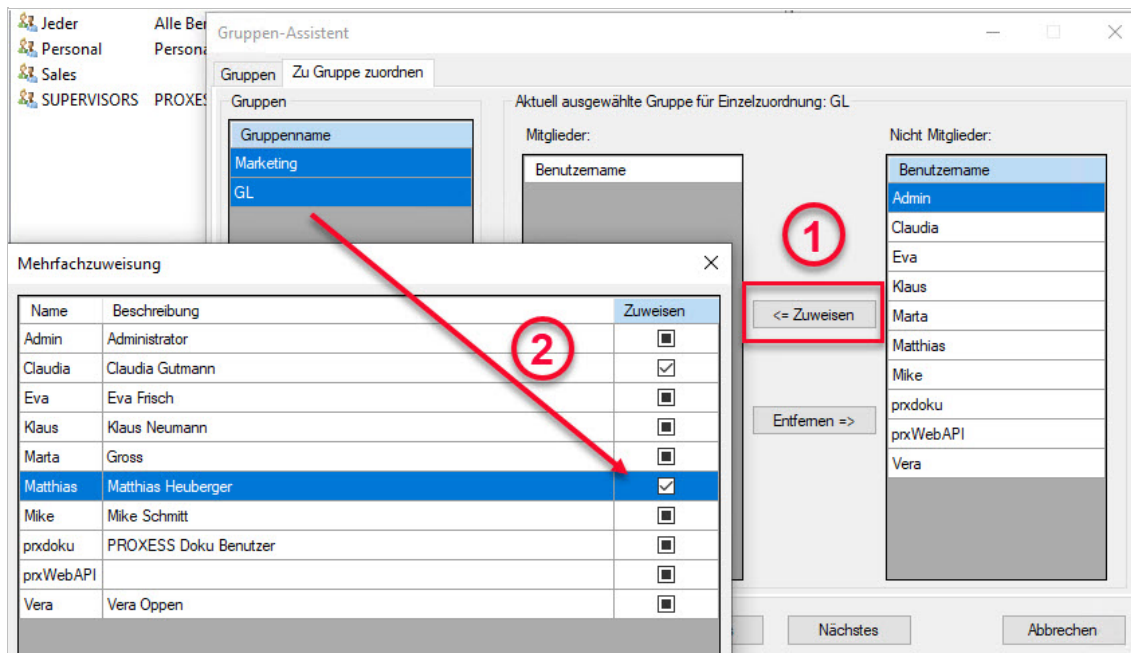 Jeder Alle Ber
Personal Persona
Sales
SUPERVISORS PROXES
Gruppen-Assistent
Gruppen Zu Gruppe zuordnen
Gruppen
Gruppenname
Marketing
GL
Aktuell ausgewählte Gruppe für Einzelzuordnung: GL
Mitglieder:
Benutzername
Nicht Mitglieder:
Benutzername
Admin
Claudia
Eva
Klaus
Marta
Matthias
Mike
prxdoku
prxWebAPI
Vera
1
<= Zuweisen
Entfernen =>
Mehrfachzuweisung
Name Beschreibung Zuweisen
Admin Administrator
Claudia Claudia Gutmann
Eva Eva Frisch
Klaus Klaus Neumann
Marta Gross
Matthias Matthias Heuberger
Mike Mike Schmitt
prxdoku PROXESS Doku Benutzer
prxWebAPI
Vera Vera Oppen
2
Nächstes Abbrechen